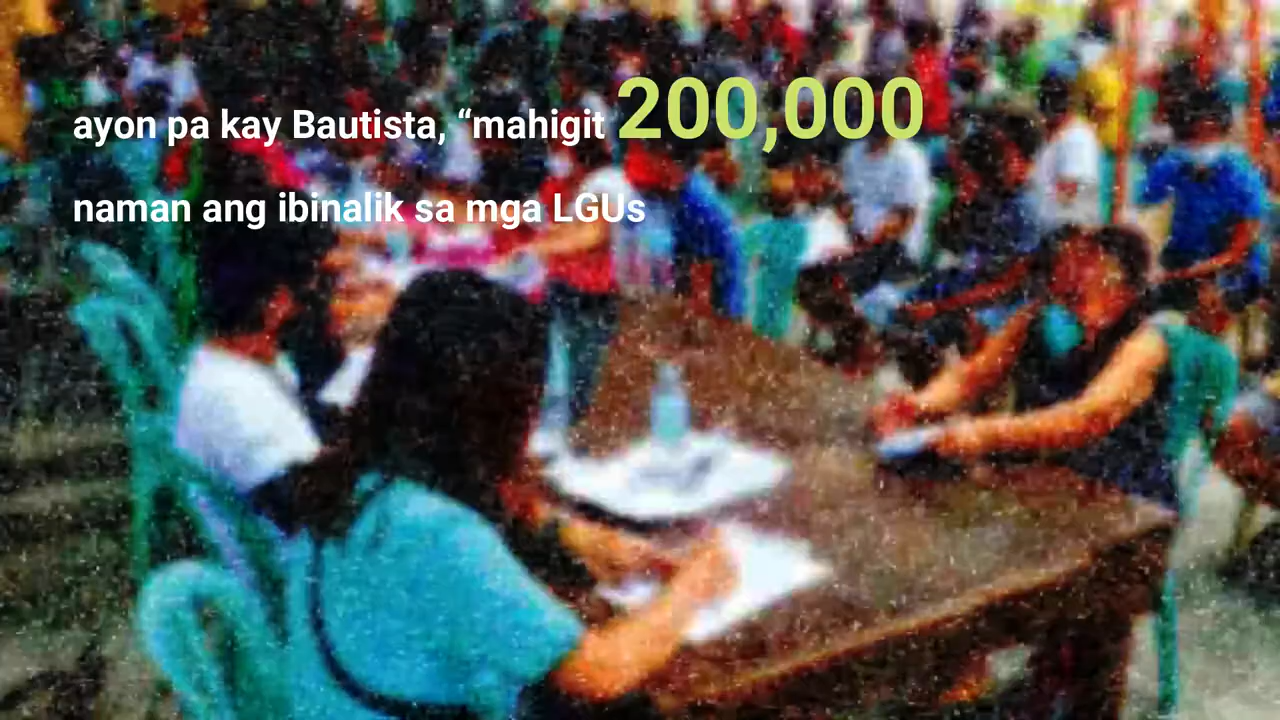 ayon pa kay Bautista, “mahigit 200,000
naman ang ibinalik sa mga LGUs